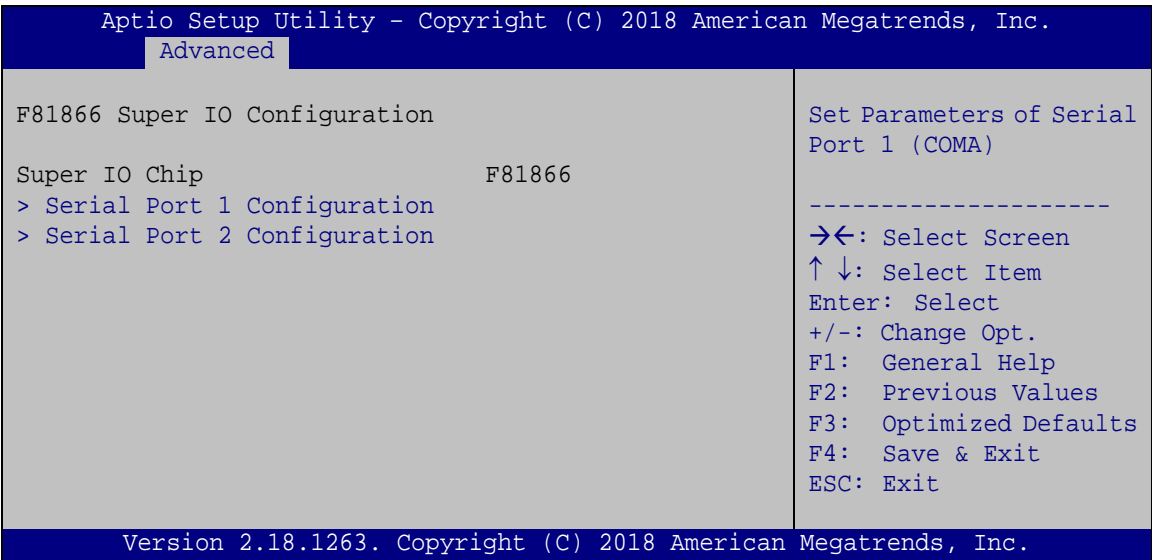 Aptio Setup Utility – Copyright (C) 2018 American Megatrends, Inc.
Advanced
F81866 Super IO Configuration
Super IO Chip F81866
> Serial Port 1 Configuration
> Serial Port 2 Configuration
Set Parameters of Serial
Port 1 (COMA)
---------------------
→←: Select Screen
↑ ↓: Select Item
Enter: Select
+/-: Change Opt.
F1: General Help
F2: Previous Values
F3: Optimized Defaults
F4: Save & Exit
ESC: Exit
Version 2.18.1263. Copyright (C) 2018 American Megatrends, Inc.